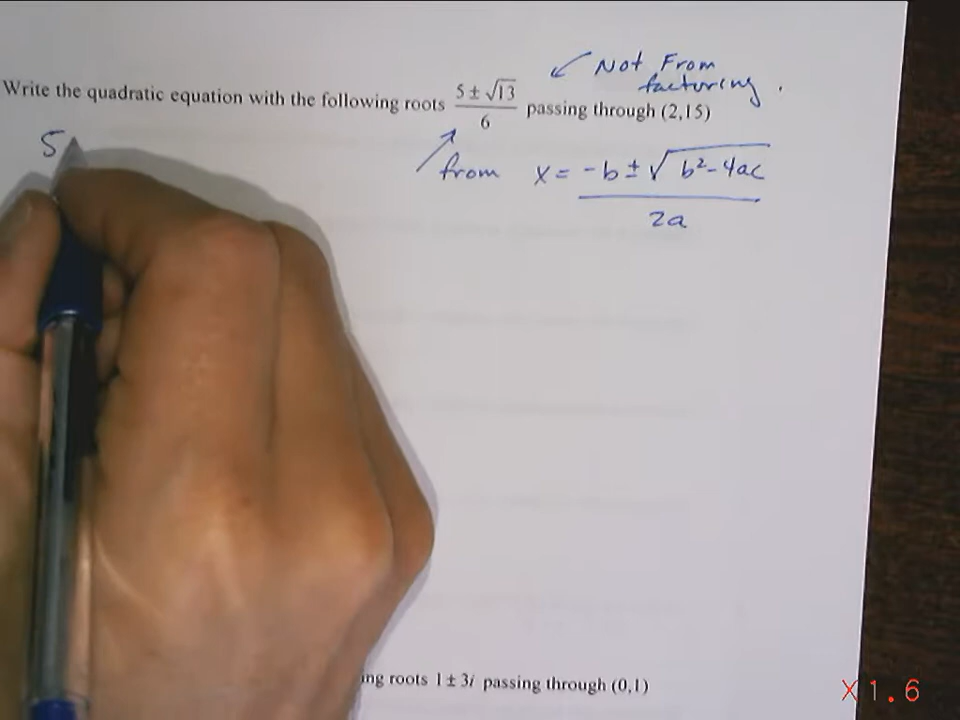 Not From
factoring.
Write the quadratic equation with the following roots (5 ± √13)/6 passing through (2,15)
5
from x = (-b ± √(b² - 4ac))/2a
ing roots 1 ± 3i passing through (0,1)
X1.6